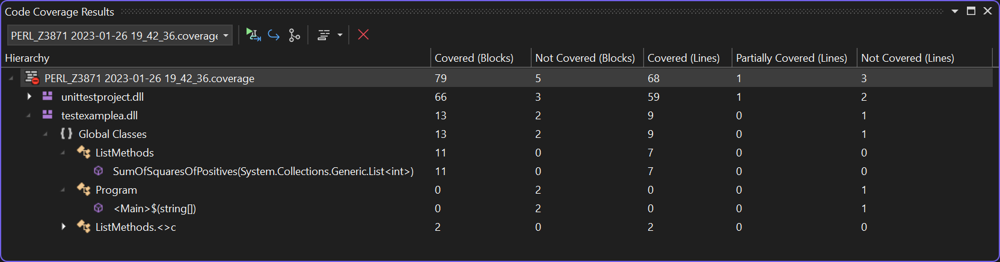 Code Coverage Results
PERL_Z3871 2023-01-26 19_42_36.coverage
Hierarchy Covered (Blocks) Not Covered (Blocks) Covered (Lines) Partially Covered (Lines) Not Covered (Lines)
PERL_Z3871 2023-01-26 19_42_36.coverage 79 5 68 1 3
unittestproject.dll 66 3 59 1 2
testexamplea.dll 13 2 9 0 1
{ } Global Classes 13 2 9 0 1
ListMethods 11 0 7 0 0
SumOfSquaresOfPositives(System.Collections.Generic.List<int>) 11 0 7 0 0
Program 0 2 0 0 1
<Main>$(string[]) 0 2 0 0 1
ListMethods.<>c 2 0 2 0 0